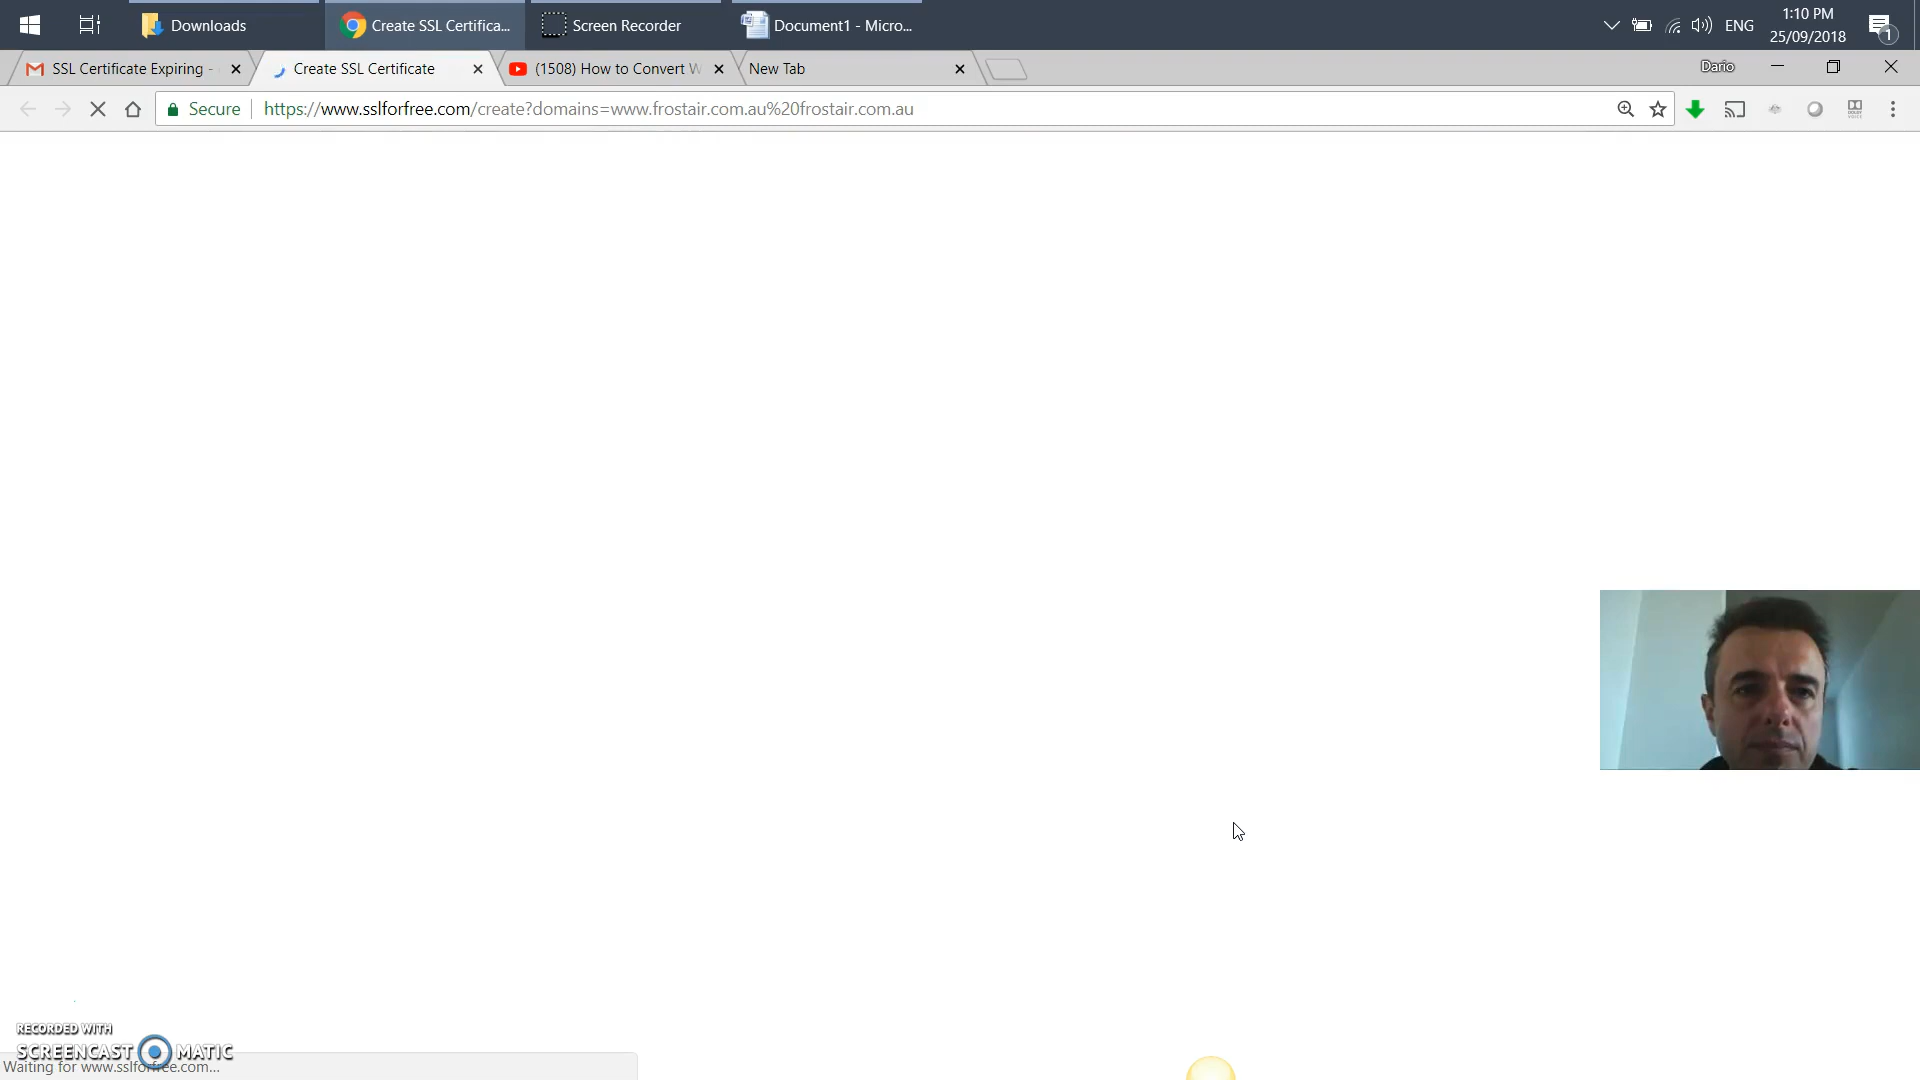 Downloads
Create SSL Certifica...
Screen Recorder
Document1 - Micro...
ENG
1:10 PM
25/09/2018
1
SSL Certificate Expiring -
Create SSL Certificate
(1508) How to Convert W
New Tab
Dario
Secure
https://www.sslforfree.com/create?domains=www.frostair.com.au%20frostair.com.au
RECORDED WITH
SCREENCAST MATIC
Waiting for www.sslforfree.com...